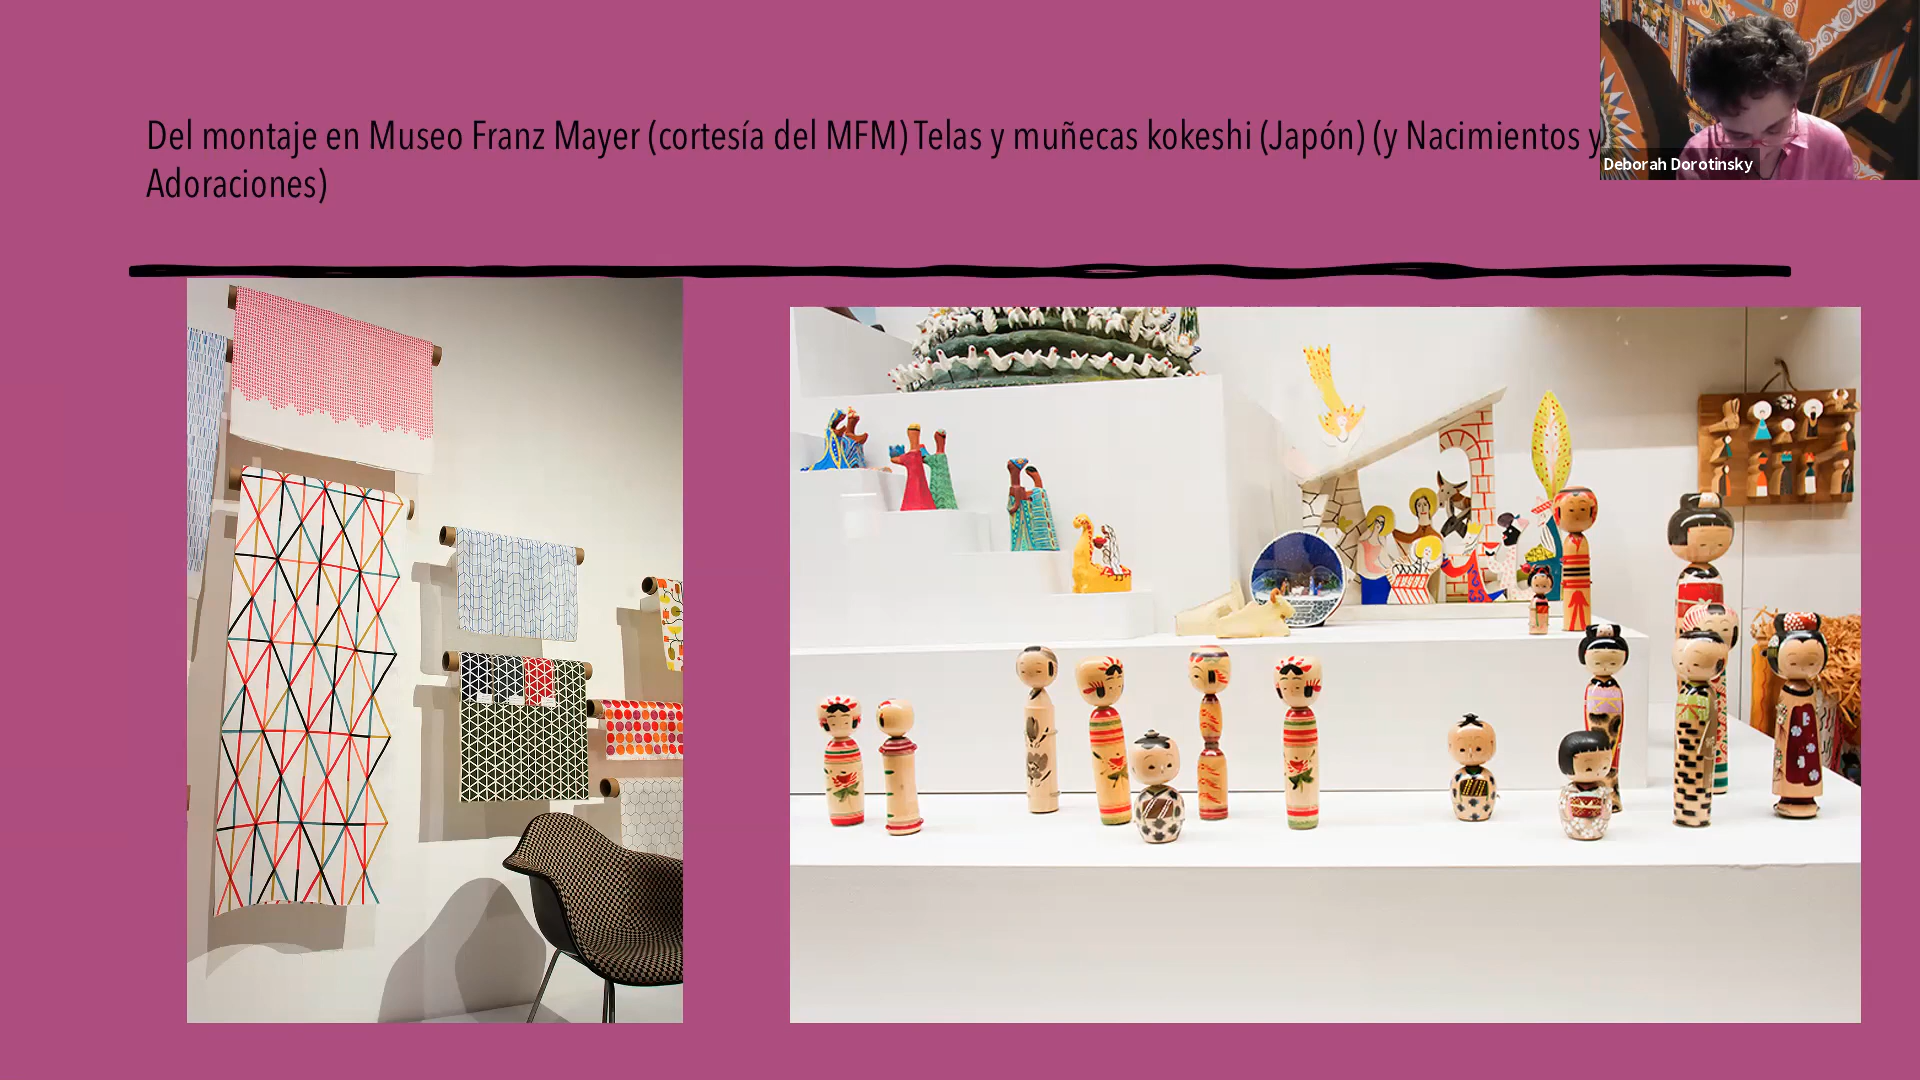 Del montaje en Museo Franz Mayer (cortesía del MFM) Telas y muñecas kokeshi (Japón) (y Nacimientos y
Adoraciones)
Deborah Dorotinsky